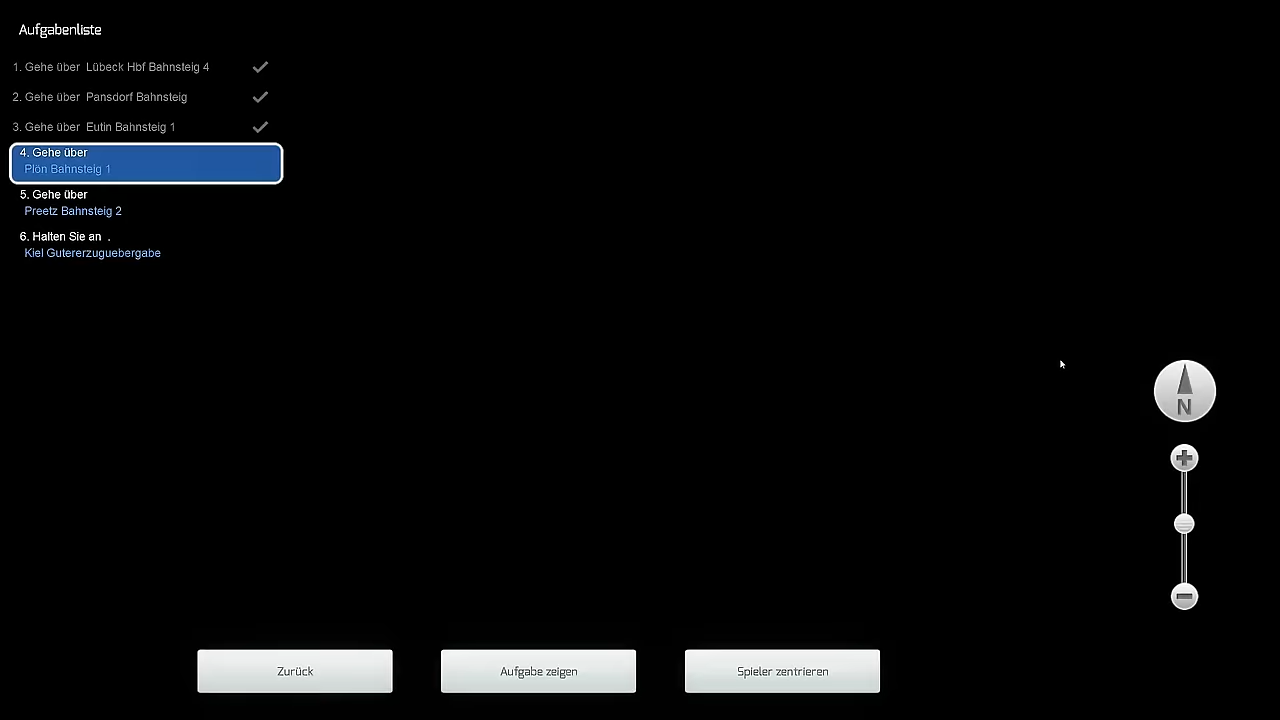 Aufgabenliste
1. Gehe über Lübeck Hbf Bahnsteig 4
2. Gehe über Pansdorf Bahnsteig
3. Gehe über Eutin Bahnsteig 1
4. Gehe über
Plön Bahnsteig 1
5. Gehe über
Preetz Bahnsteig 2
6. Halten Sie an .
Kiel Gutererzuguebergabe
N
Zurück
Aufgabe zeigen
Spieler zentrieren